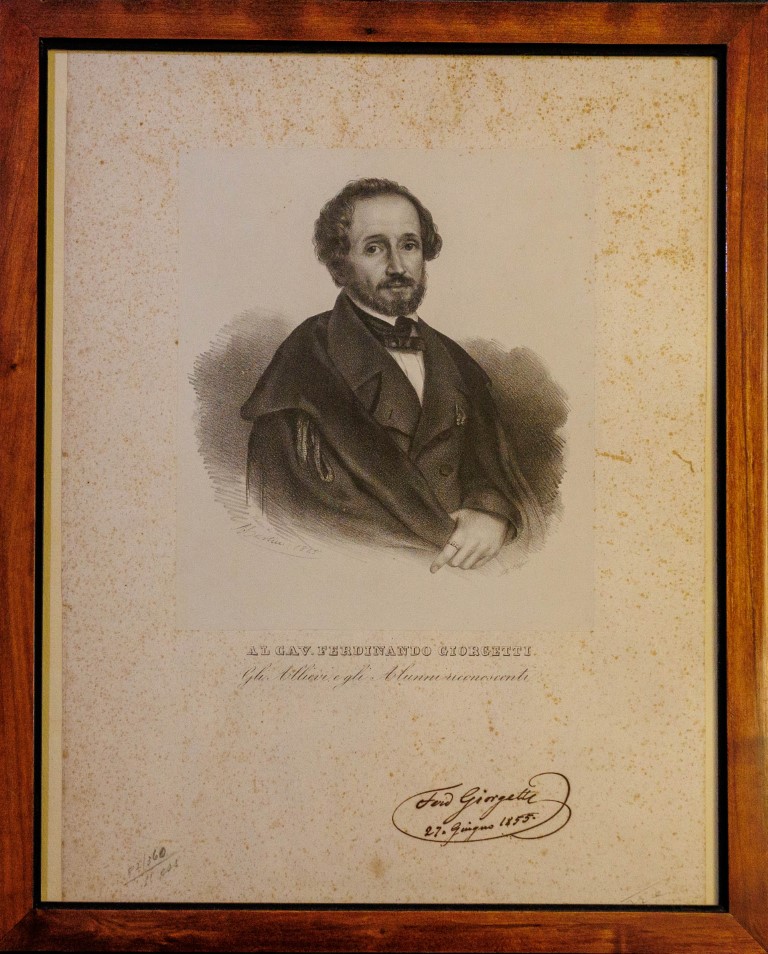 AL CAV. FERDINANDO GIORGETTI.
Gli Allievi e gli Alunni riconoscenti
Ferd Giorgetti
27. Giugno 1855.